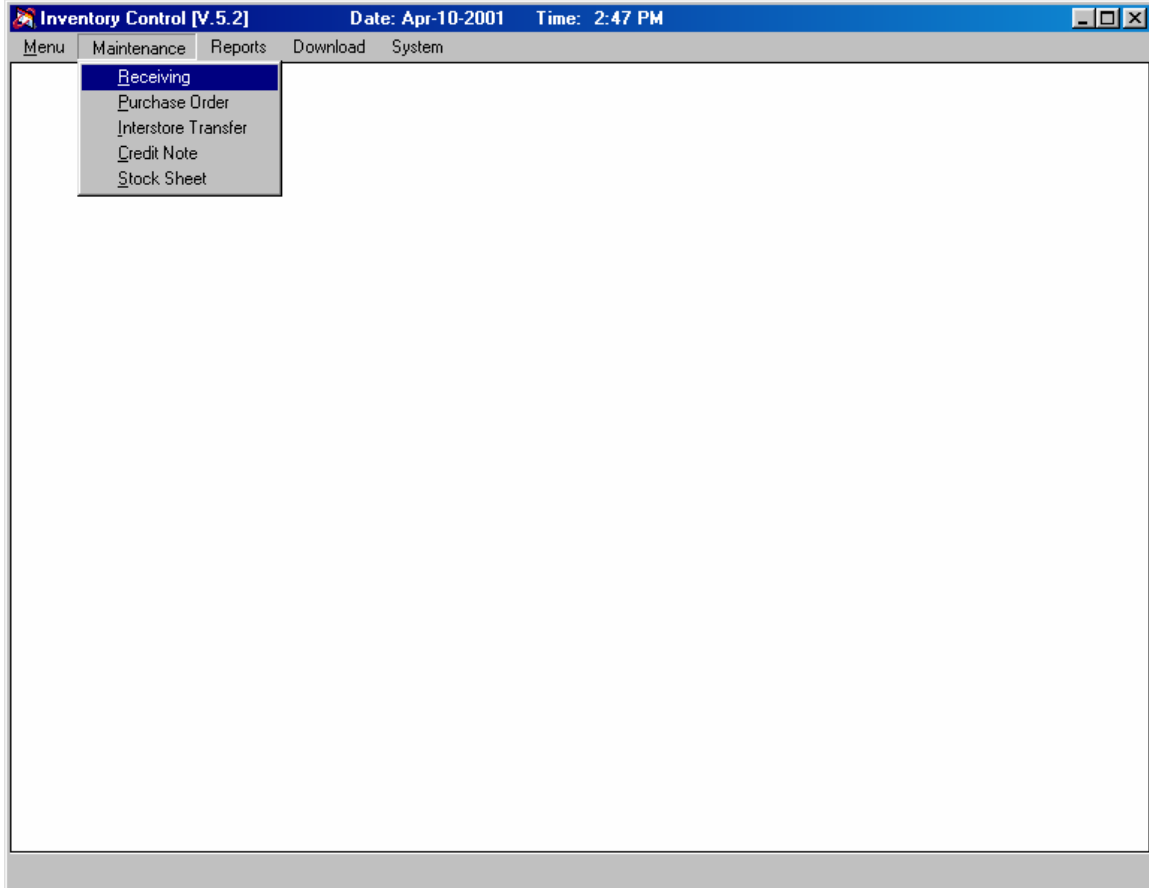 Inventory Control [V.5.2] Date: Apr-10-2001 Time: 2:47 PM
Menu Maintenance Reports Download System
Receiving
Purchase Order
Interstore Transfer
Credit Note
Stock Sheet